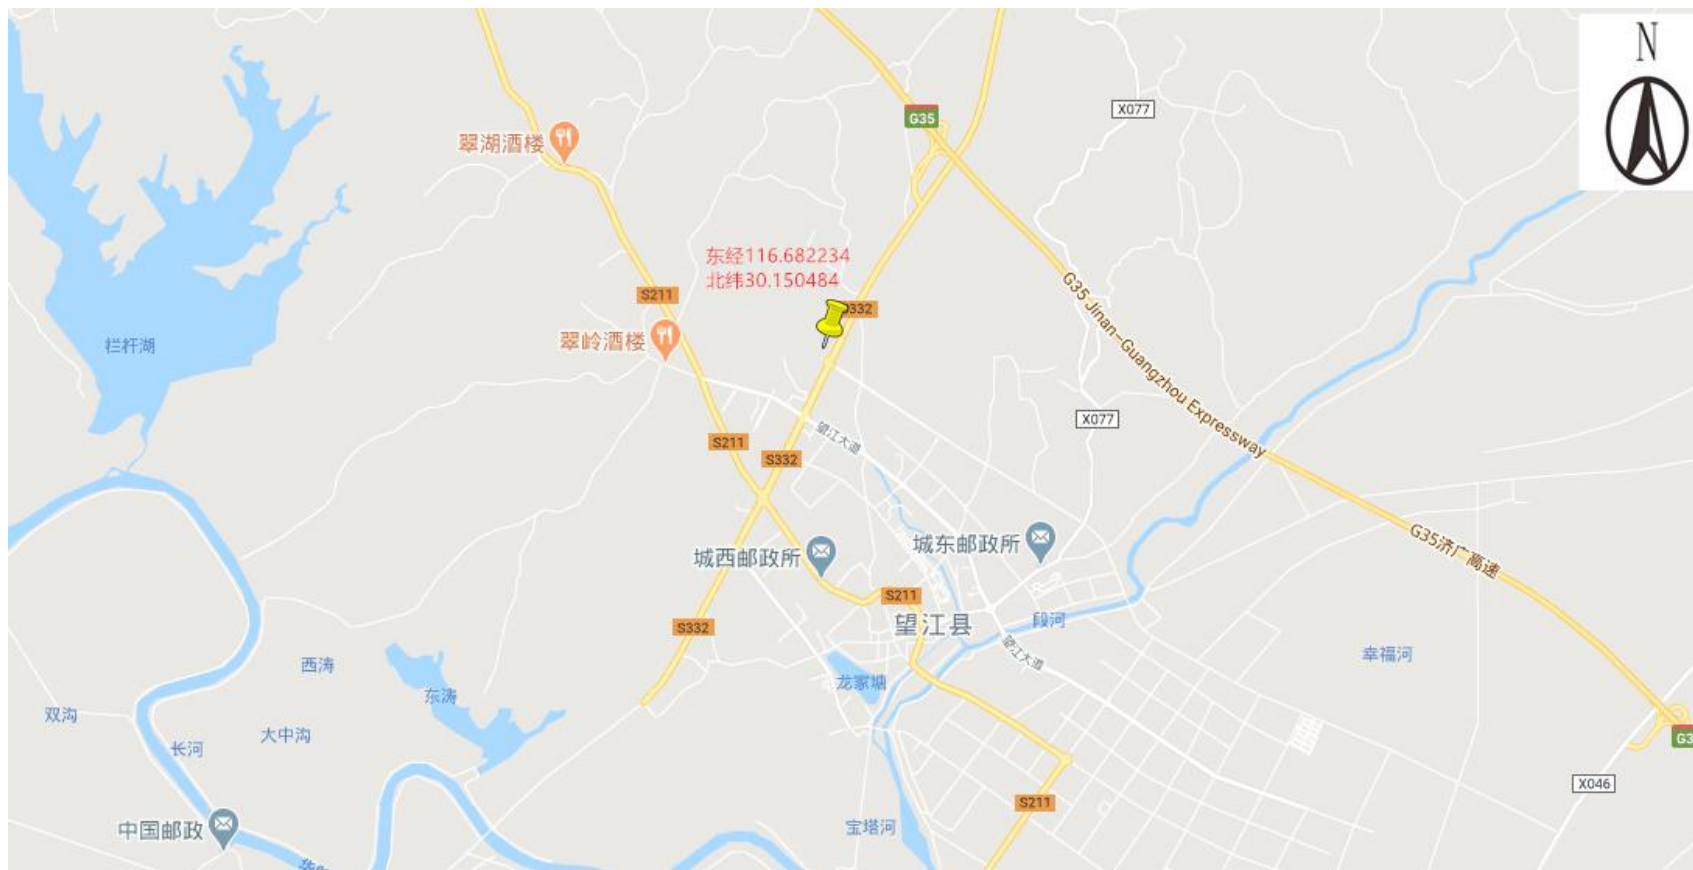 N
X077
G35
翠湖酒楼
东经116.682234
北纬30.150484
S211
332
G35 Jinan-Guangzhou Expressway
翠岭酒楼
栏杆湖
X077
望江大道
S211
S332
G35济广高速
城西邮政所
城东邮政所
S211
望江县
段河
S332
望江大道
幸福河
西涛
东涛
龙家塘
双沟
大中沟
长河
G3
X046
S211
中国邮政
宝塔河